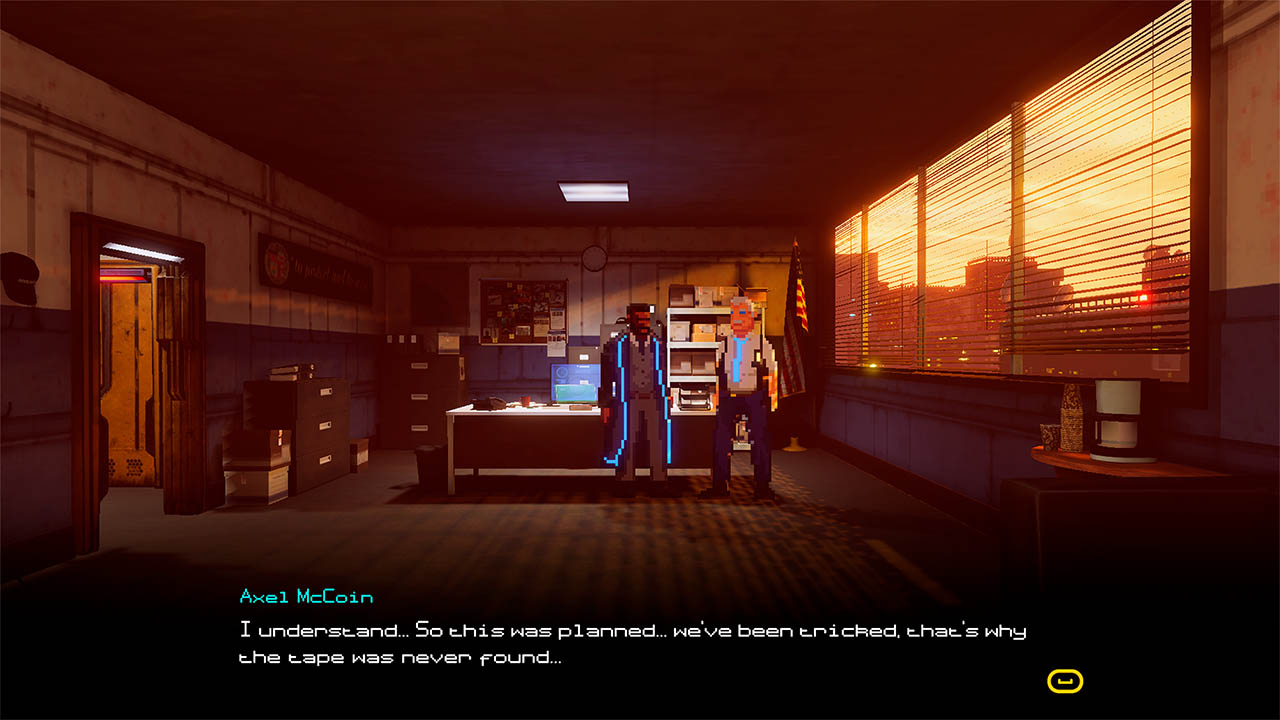 Axel McCoin
I understand... So this was planned... we've been tricked, that's why
the tape was never found...